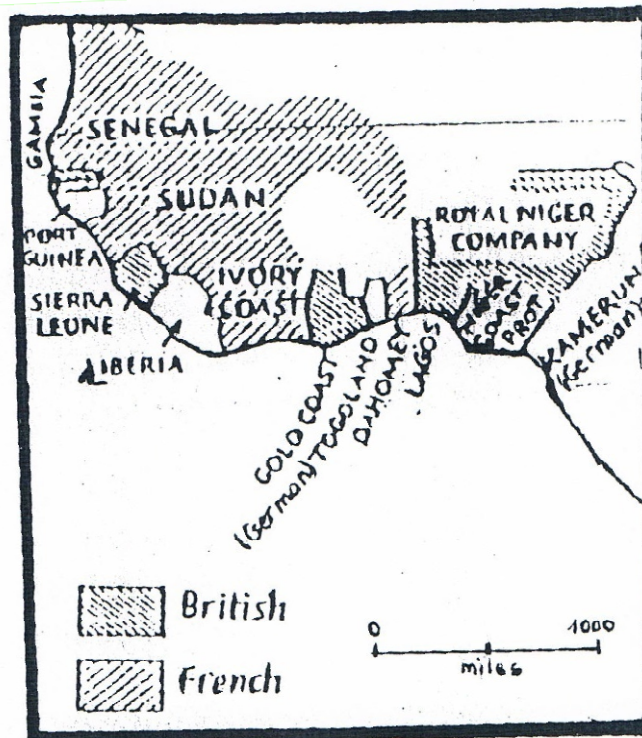 GAMBIA
SENEGAL
SUDAN
PORT
GUINEA
SIERRA
LEONE
LIBERIA
IVORY
COAST
ROYAL NIGER
COMPANY
NIGER
COAST
PROT
KAMERUN
(German)
GOLD COAST
(German) TOGOLAND
DAHOMEY
LAGOS
British
French
0 1000
miles